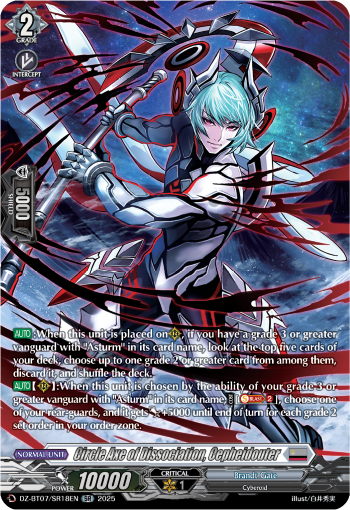 2
GRADE
INTERCEPT
5000
SHIELD
AUTO:When this unit is placed on R, if you have a grade 3 or greater
vanguard with "Asturm" in its card name, look at the top five cards of
your deck, choose up to one grade 2 or greater card from among them,
discard it, and shuffle the deck.
AUTO【R】:When this unit is chosen by the ability of your grade 3 or
greater vanguard with "Asturm" in its card name, COST [SOUL BLAST 2], choose one
of your rear-guards, and it gets +5000 until end of turn for each grade 2
set order in your order zone.
NORMAL UNIT
Circle Axe of Dissociation, Cepheidouter
Brandt Gate
POWER 10000
CRITICAL
1
Cyberoid
DZ-BT07/SR18EN SR 2025
illust/白井秀実